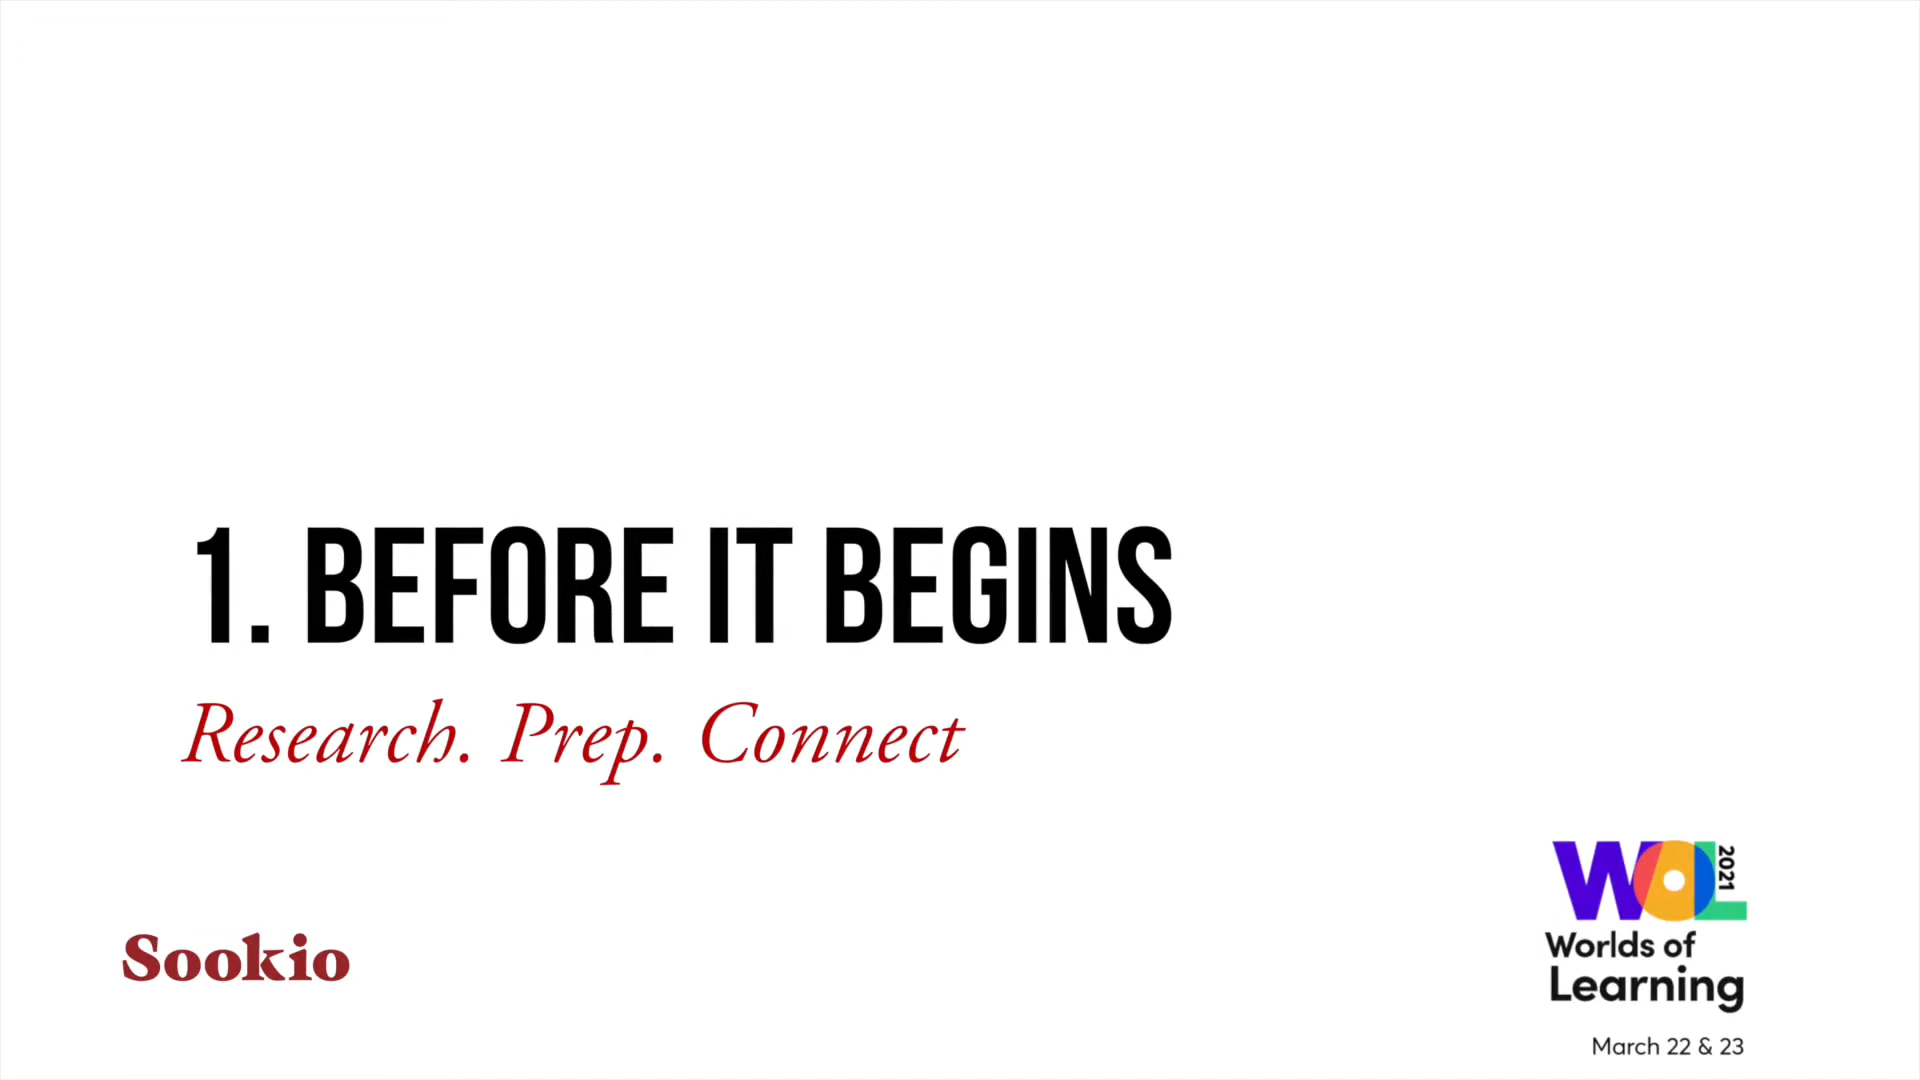 1. BEFORE IT BEGINS
Research. Prep. Connect
Sookio
WOL 2021
Worlds of
Learning
March 22 & 23